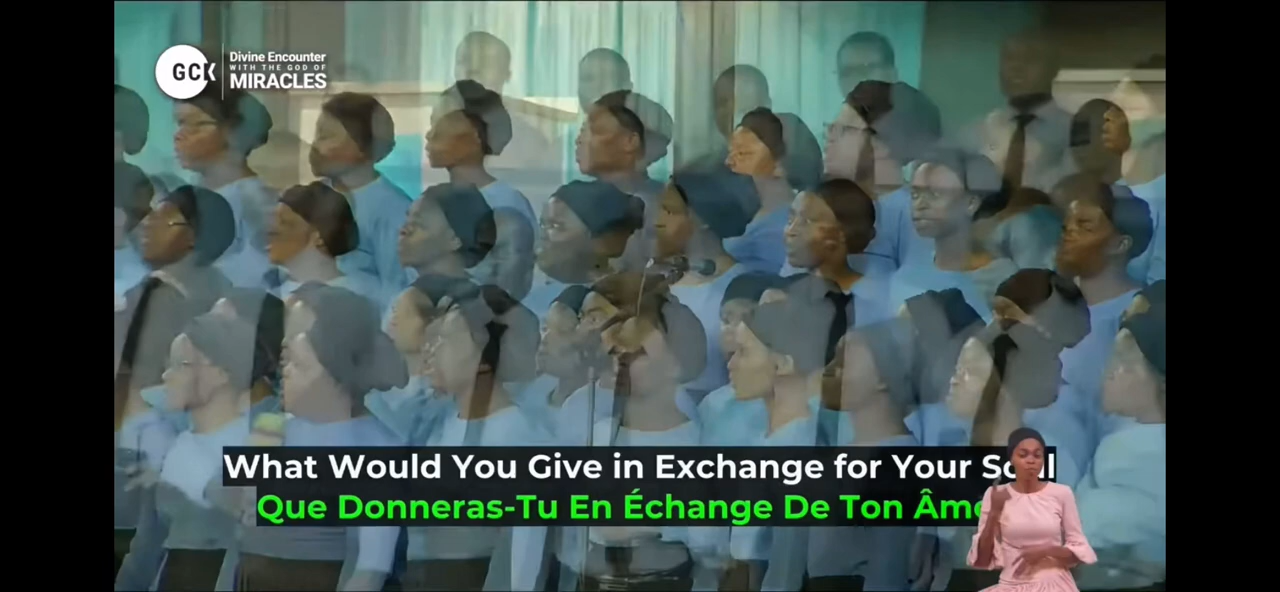 GCK
Divine Encounter
WITH THE GOD OF
MIRACLES
What Would You Give in Exchange for Your Soul
Que Donneras-Tu En Échange De Ton Âme